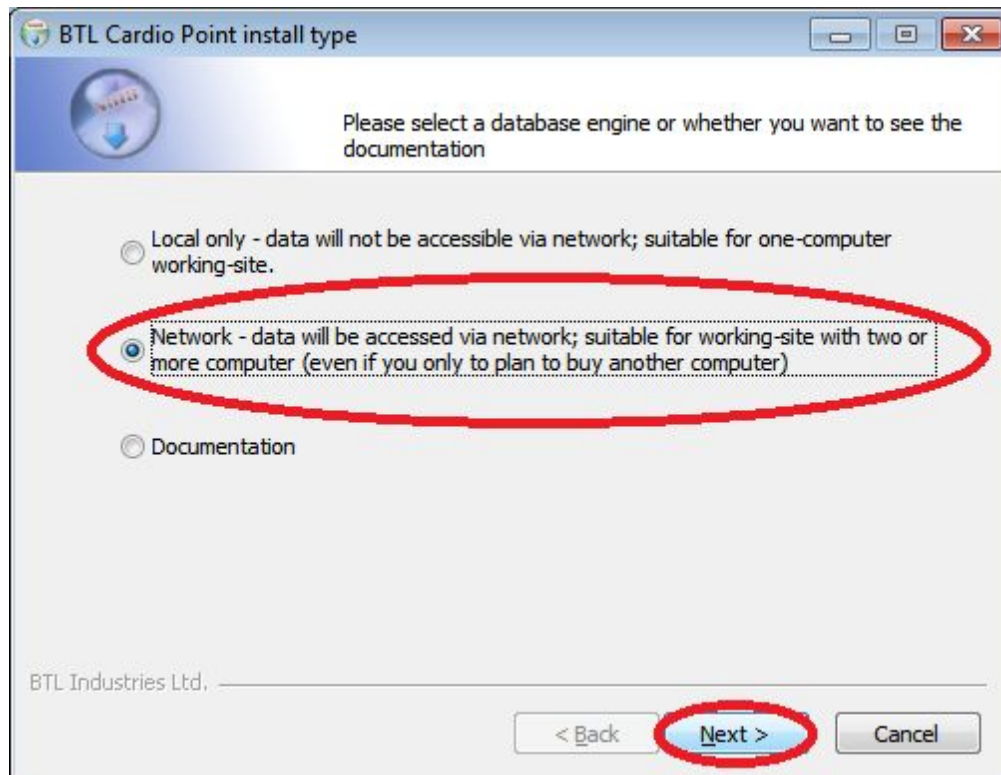 BTL Cardio Point install type
Please select a database engine or whether you want to see the
documentation
Local only - data will not be accessible via network; suitable for one-computer
working-site.
Network - data will be accessed via network; suitable for working-site with two or
more computer (even if you only to plan to buy another computer)
Documentation
BTL Industries Ltd.
< Back
Next >
Cancel